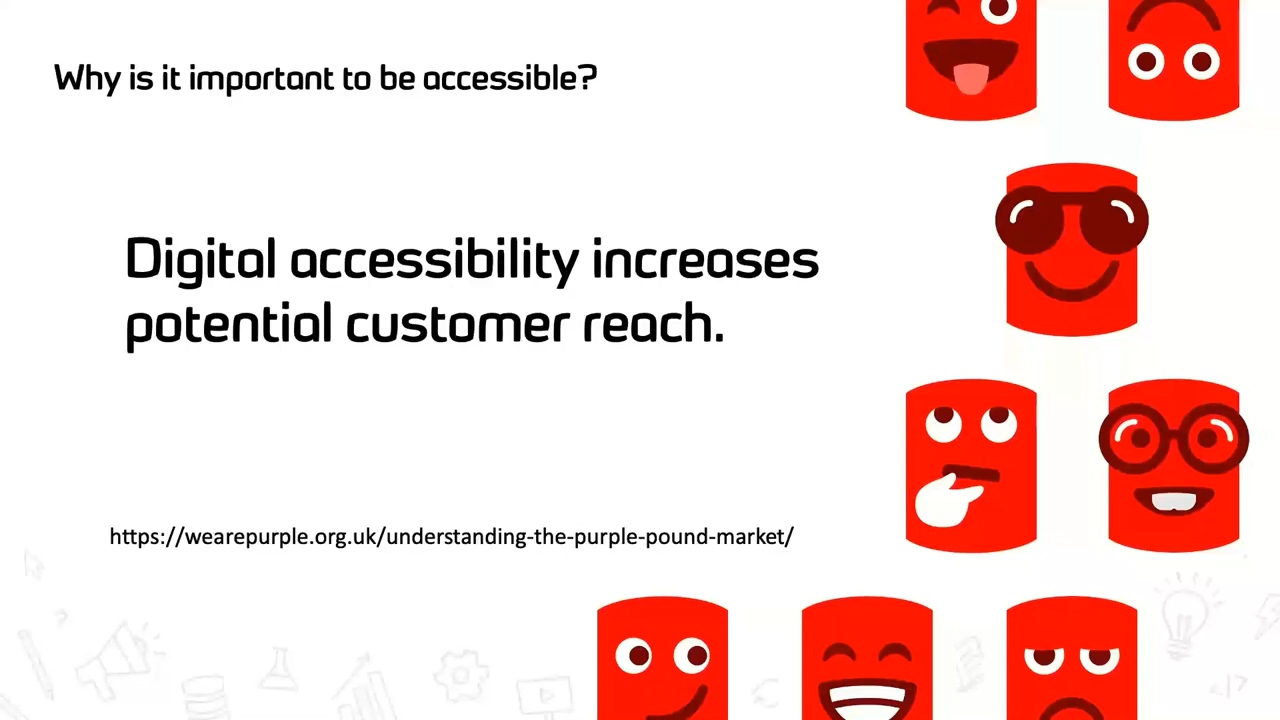 Why is it important to be accessible?
Digital accessibility increases
potential customer reach.
https://wearepurple.org.uk/understanding-the-purple-pound-market/